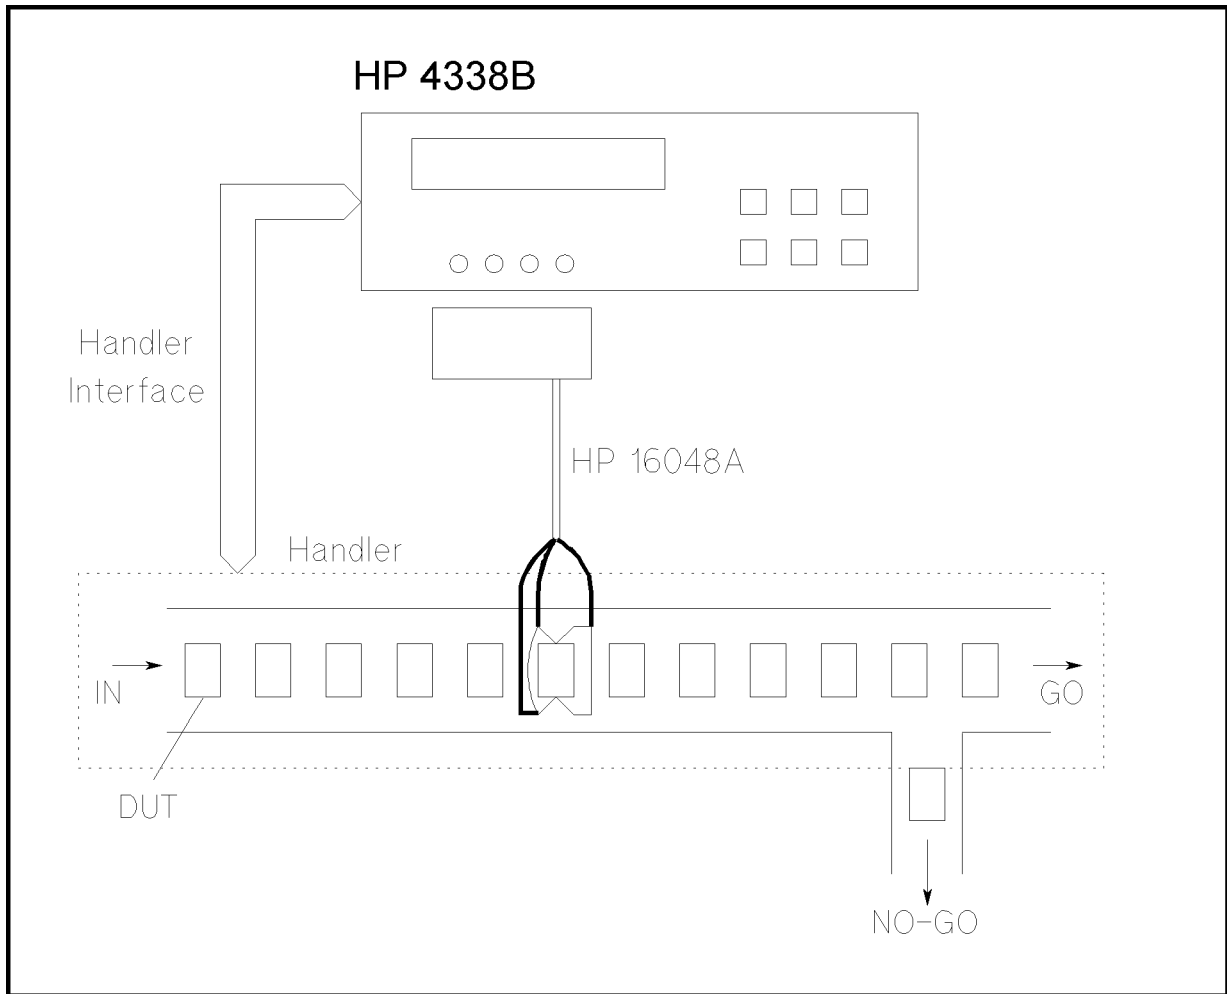 HP 4338B
Handler
Interface
HP 16048A
Handler
IN
GO
DUT
NO-GO